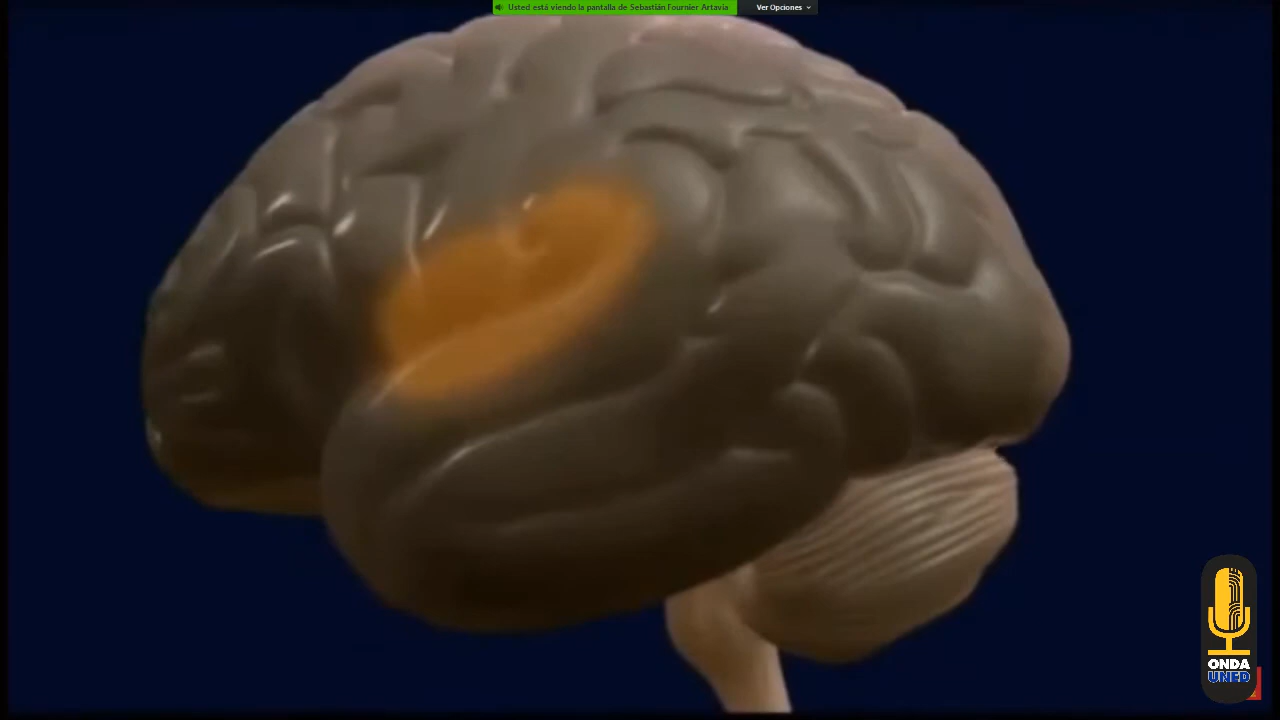 Usted está viendo la pantalla de Sebastián Fournier Artavia
Ver Opciones
ONDA
UNED